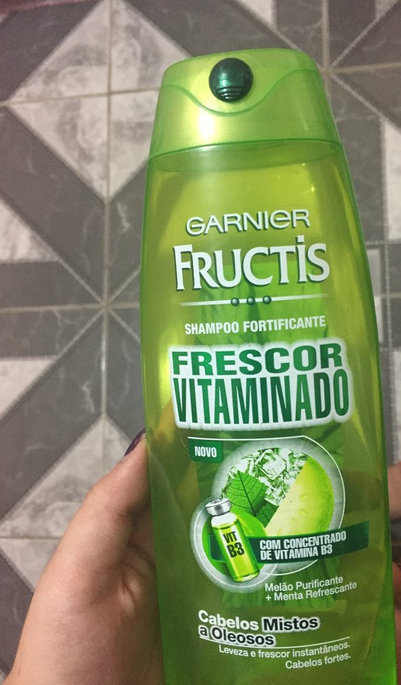 GARNIER
FRUCTIS
SHAMPOO FORTIFICANTE
FRESCOR
VITAMINADO
NOVO
VIT
B3
COM CONCENTRADO
DE VITAMINA B3
Melão Purificante
+ Menta Refrescante
Cabelos Mistos
a Oleosos
Leveza e frescor instantâneos.
Cabelos fortes.